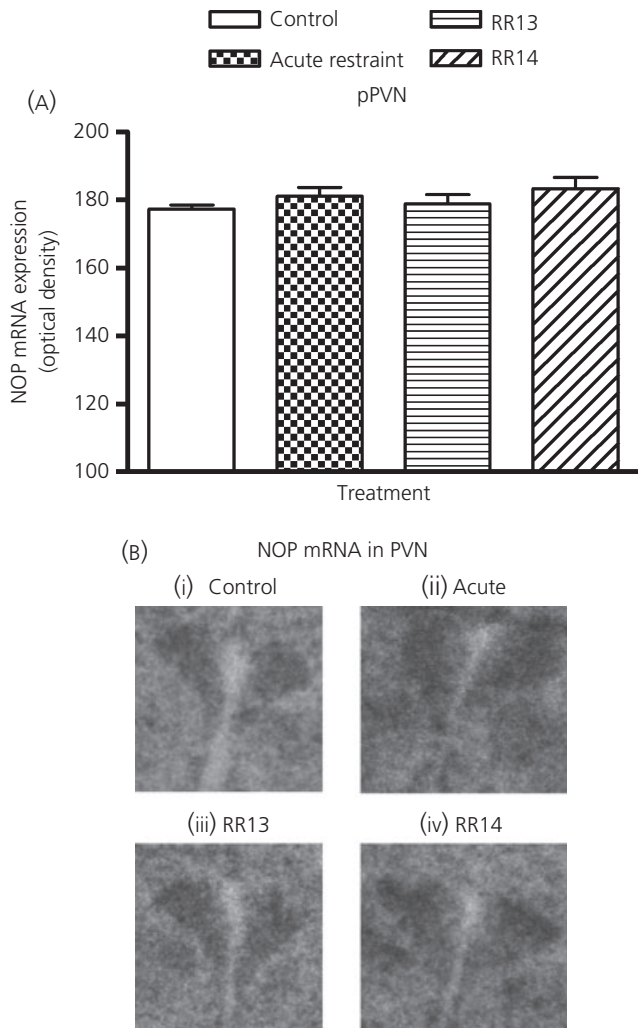 Control
RR13
Acute restraint
RR14
(A)
pPVN
NOP mRNA expression
(optical density)
200
180
160
140
120
100
Treatment
(B)
NOP mRNA in PVN
(i) Control
(ii) Acute
(iii) RR13
(iv) RR14